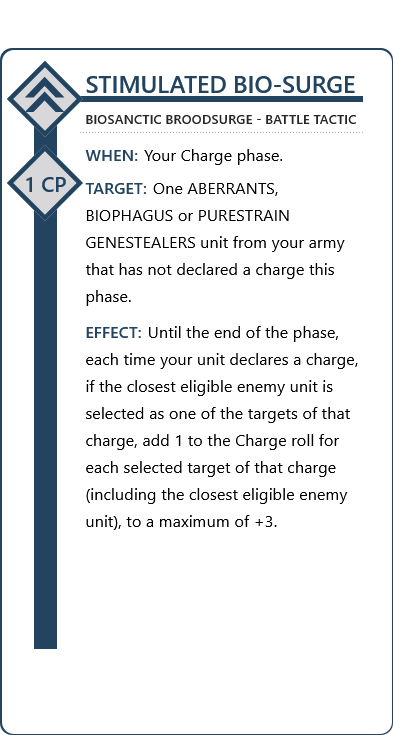 STIMULATED BIO-SURGE
BIOSANCTIC BROODSURGE - BATTLE TACTIC
WHEN: Your Charge phase.
1 CP
TARGET: One ABERRANTS,
BIOPHAGUS or PURESTRAIN
GENESTEALERS unit from your army
that has not declared a charge this
phase.
EFFECT: Until the end of the phase,
each time your unit declares a charge,
if the closest eligible enemy unit is
selected as one of the targets of that
charge, add 1 to the Charge roll for
each selected target of that charge
(including the closest eligible enemy
unit), to a maximum of +3.